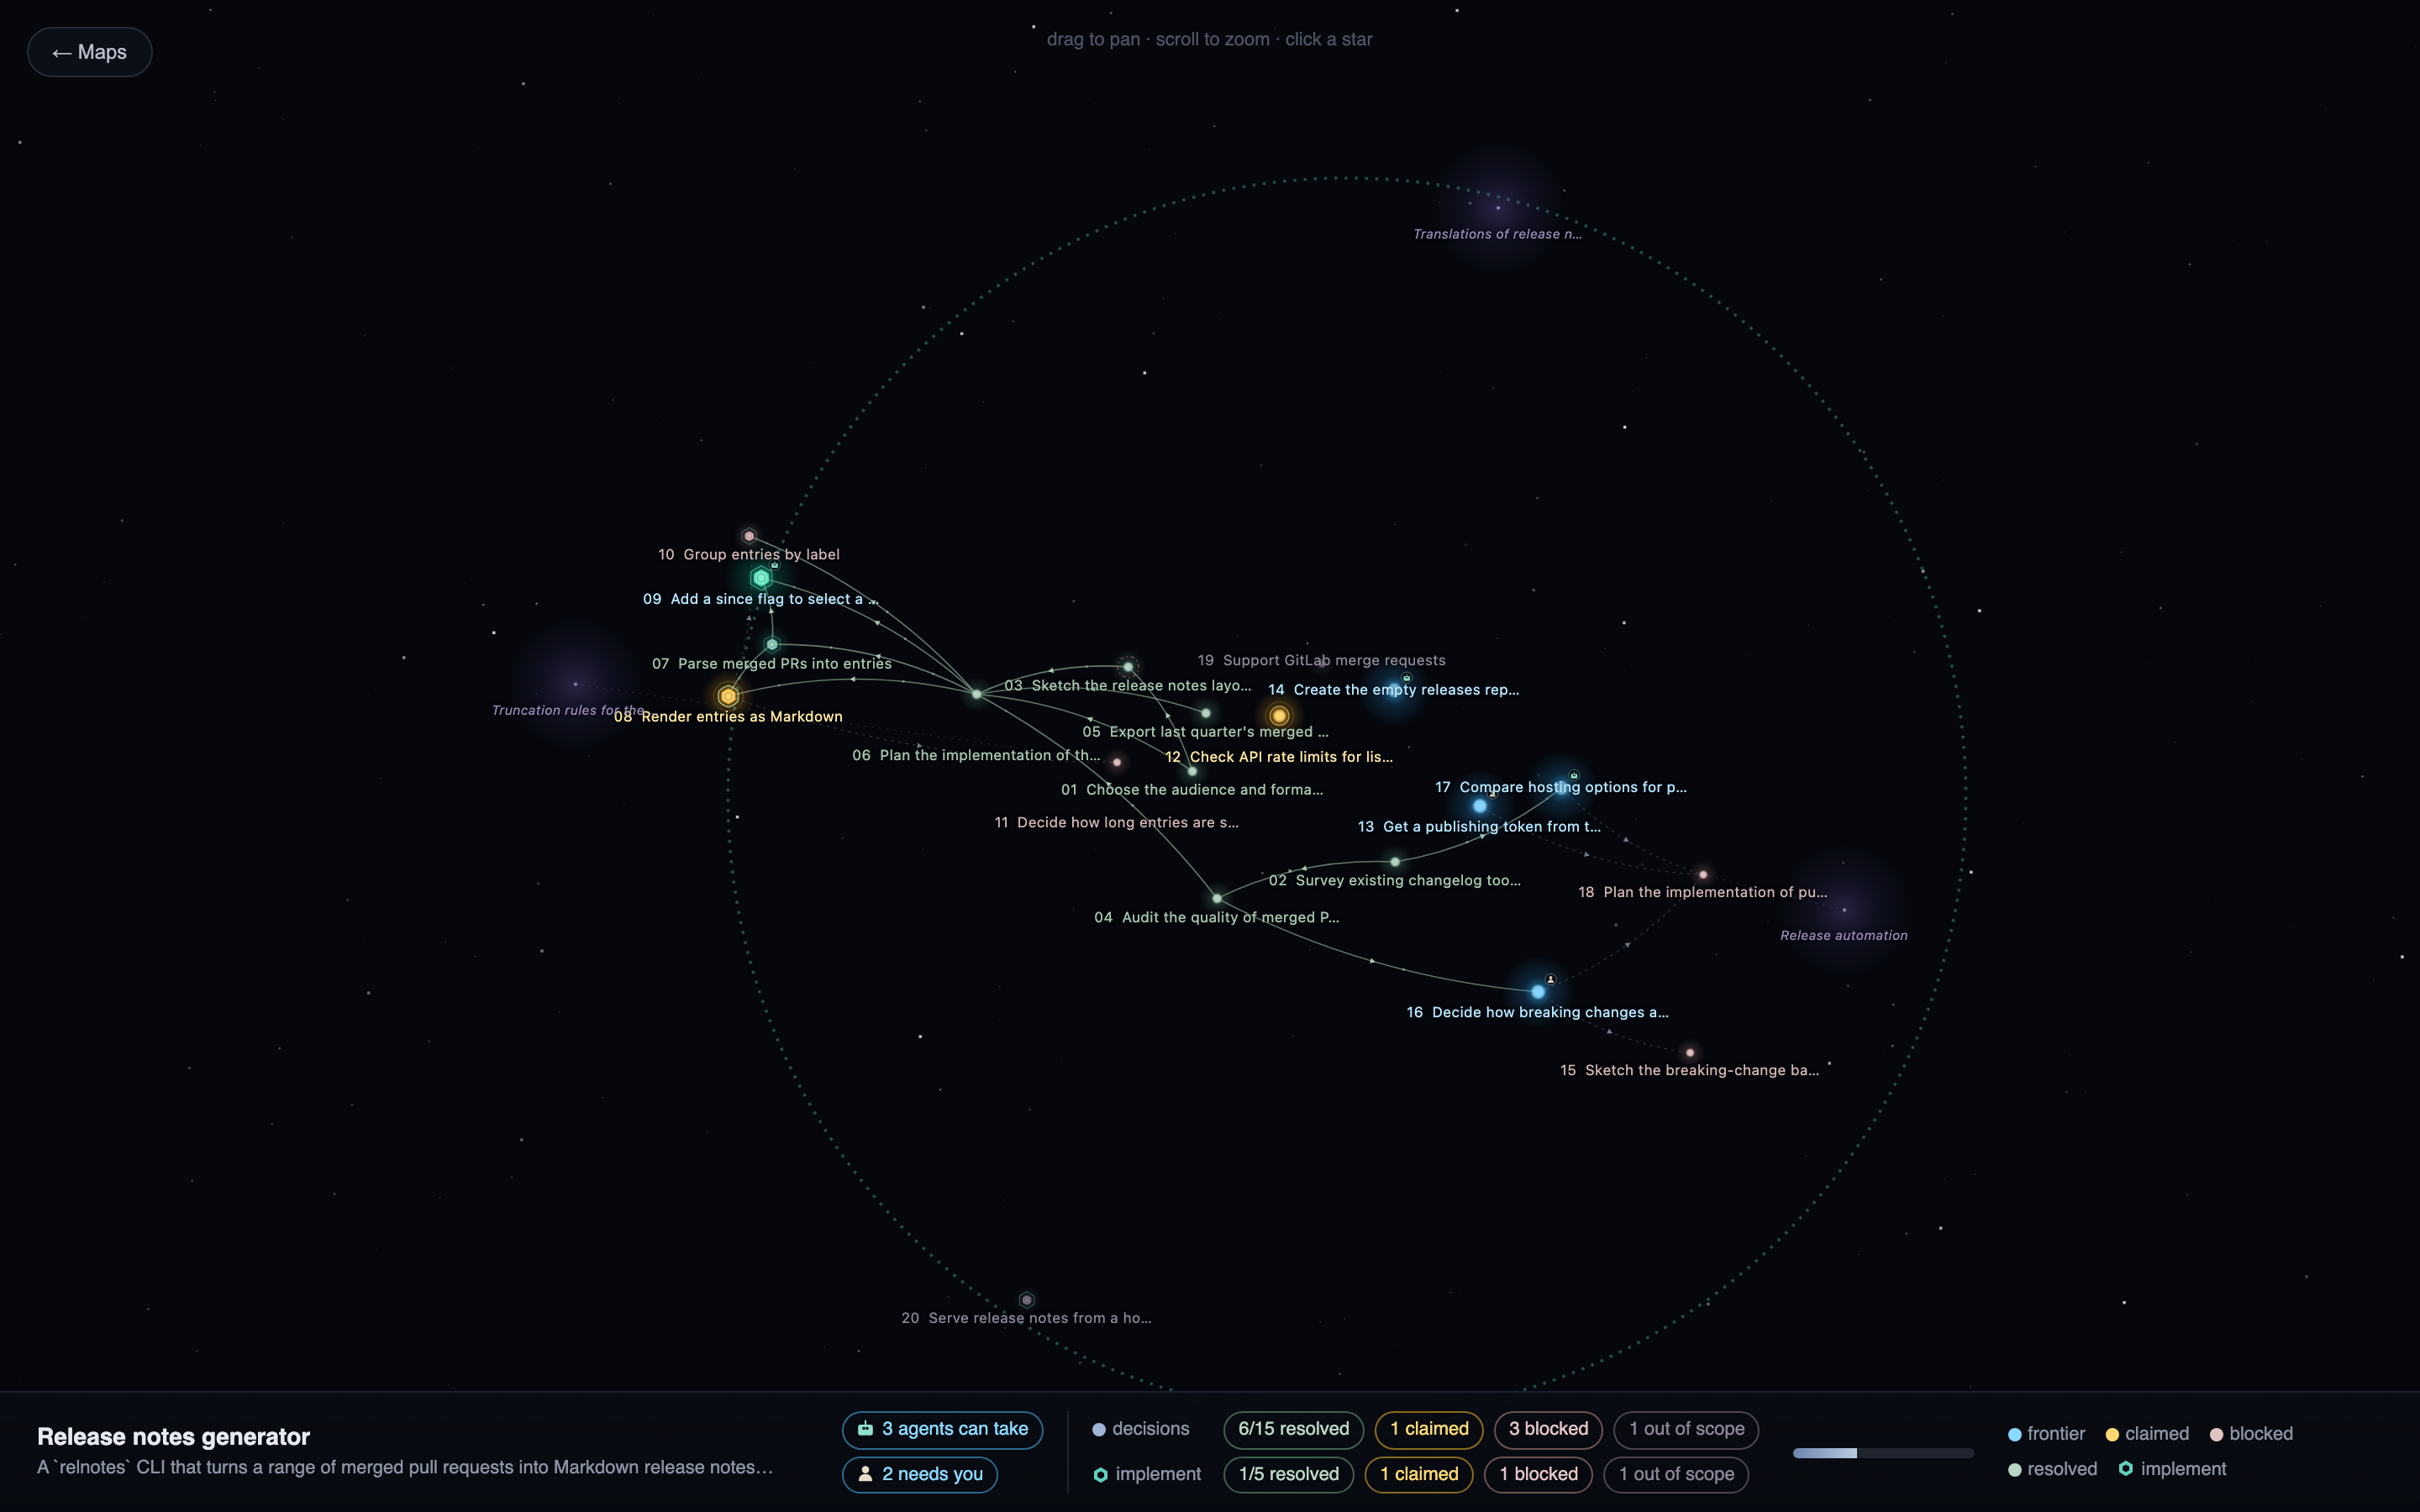 ← Maps
drag to pan · scroll to zoom · click a star
Translations of release n...
10 Group entries by label
09 Add a since flag to select a ...
07 Parse merged PRs into entries
19 Support GitLab merge requests
03 Sketch the release notes layo...
14 Create the empty releases rep...
Truncation rules for the
08 Render entries as Markdown
05 Export last quarter's merged ...
06 Plan the implementation of th...
12 Check API rate limits for lis...
01 Choose the audience and forma...
17 Compare hosting options for p...
11 Decide how long entries are s...
13 Get a publishing token from t...
02 Survey existing changelog too...
18 Plan the implementation of pu...
04 Audit the quality of merged P...
Release automation
16 Decide how breaking changes a...
15 Sketch the breaking-change ba...
20 Serve release notes from a ho...
Release notes generator
A `relnotes` CLI that turns a range of merged pull requests into Markdown release notes...
3 agents can take
2 needs you
decisions 6/15 resolved 1 claimed 3 blocked 1 out of scope
implement 1/5 resolved 1 claimed 1 blocked 1 out of scope
frontier claimed blocked
resolved implement